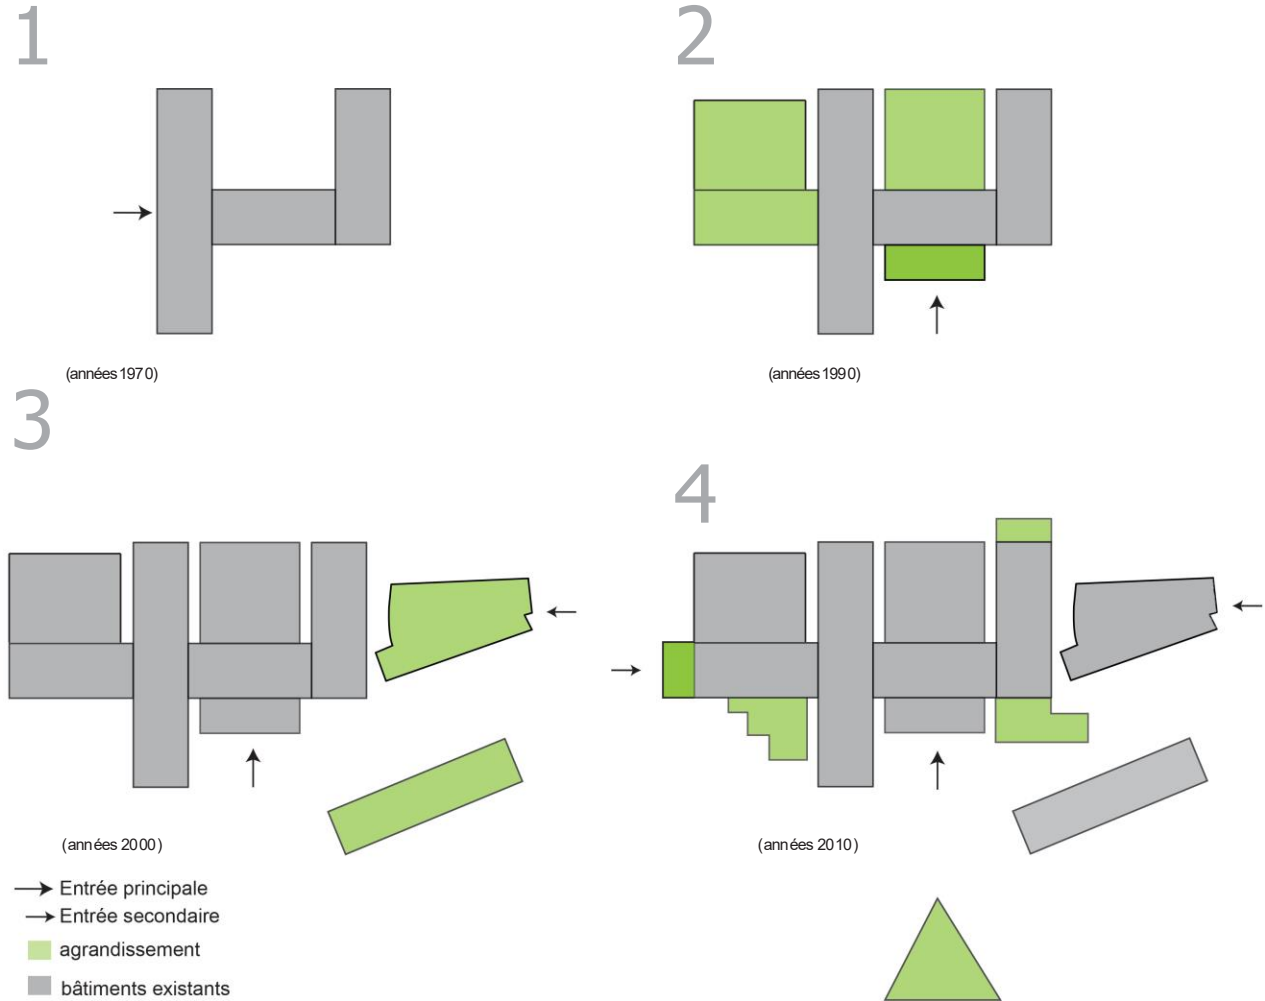 1
2
(années 1970)
(années 1990)
3
4
(années 2000)
(années 2010)
Entrée principale
Entrée secondaire
agrandissement
bâtiments existants